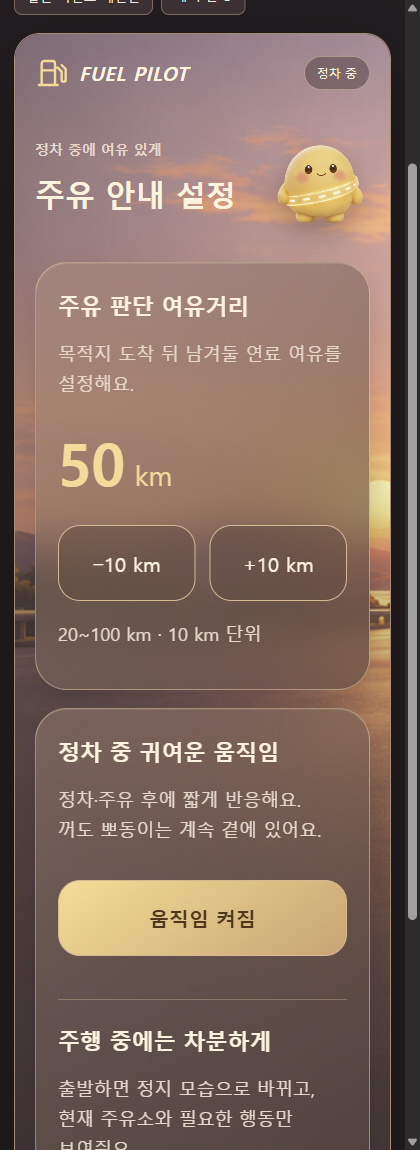 FUEL PILOT
정차 중
정차 중에 여유 있게
주유 안내 설정
주유 판단 여유거리
목적지 도착 뒤 남겨둘 연료 여유를
설정해요.
50 km
−10 km
+10 km
20~100 km · 10 km 단위
정차 중 귀여운 움직임
정차·주유 후에 짧게 반응해요.
꺼도 뽀동이는 계속 곁에 있어요.
움직임 켜짐
주행 중에는 차분하게
출발하면 정지 모습으로 바뀌고,
현재 주유소와 필요한 행동만